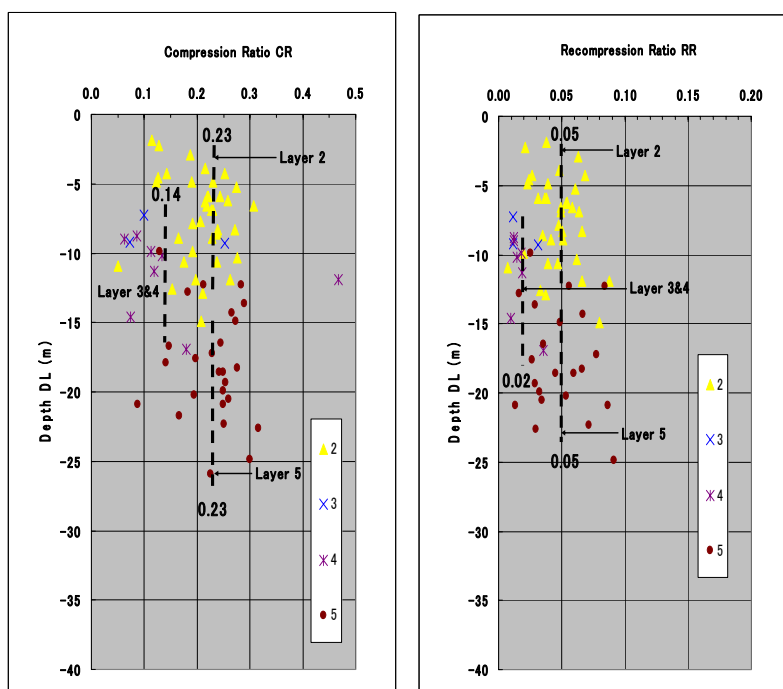 Compression Ratio CR
0.0 0.1 0.2 0.3 0.4 0.5
0
-5
-10
-15
-20
-25
-30
-35
-40
Depth DL (m)
0.23
Layer 2
0.14
Layer 3&4
Layer 5
0.23
2
3
4
5
Recompression Ratio RR
0.00 0.05 0.10 0.15 0.20
0
-5
-10
-15
-20
-25
-30
-35
-40
Depth DL (m)
0.05
Layer 2
Layer 3&4
0.02
Layer 5
0.05
2
3
4
5